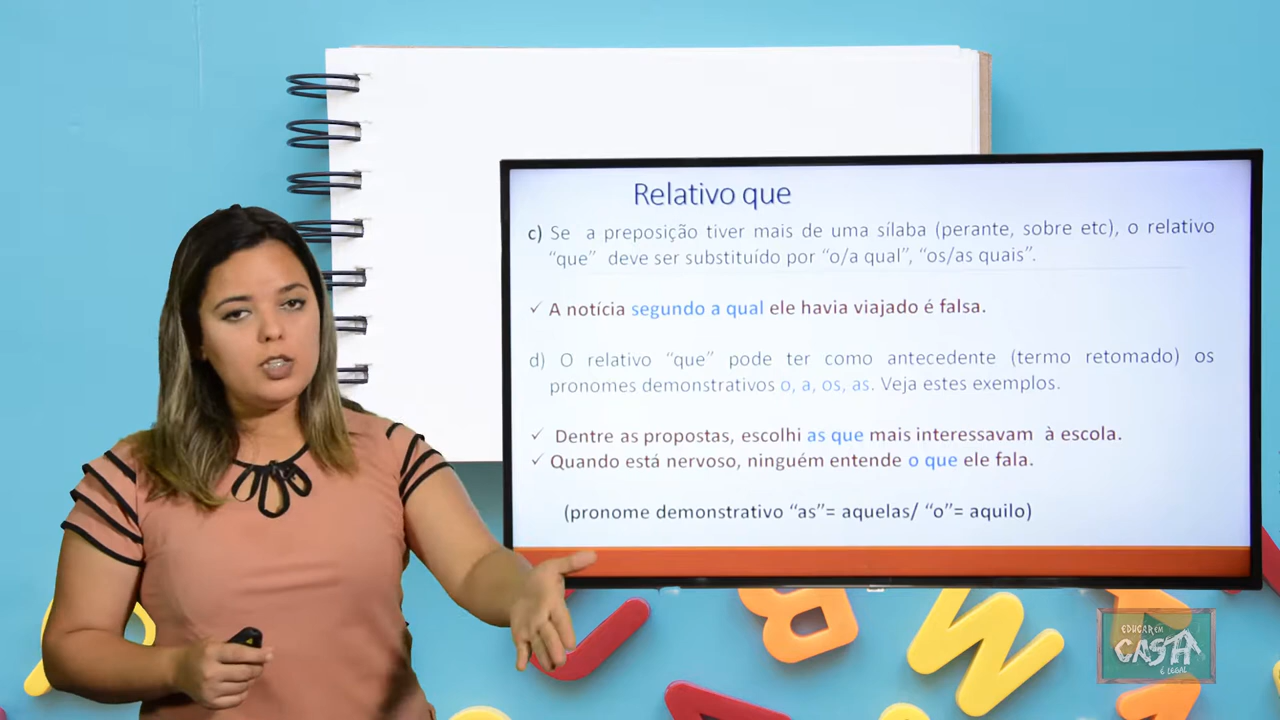 Relativo que
c) Se a preposição tiver mais de uma sílaba (perante, sobre etc), o relativo
"que" deve ser substituído por "o/a qual", "os/as quais".
✓ A notícia segundo a qual ele havia viajado é falsa.
d) O relativo "que" pode ter como antecedente (termo retomado) os
pronomes demonstrativos o, a, os, as. Veja estes exemplos.
✓ Dentre as propostas, escolhi as que mais interessavam à escola.
✓ Quando está nervoso, ninguém entende o que ele fala.
(pronome demonstrativo "as"= aquelas/ "o"= aquilo)
EDUCAR EM
CASA
É LEGAL